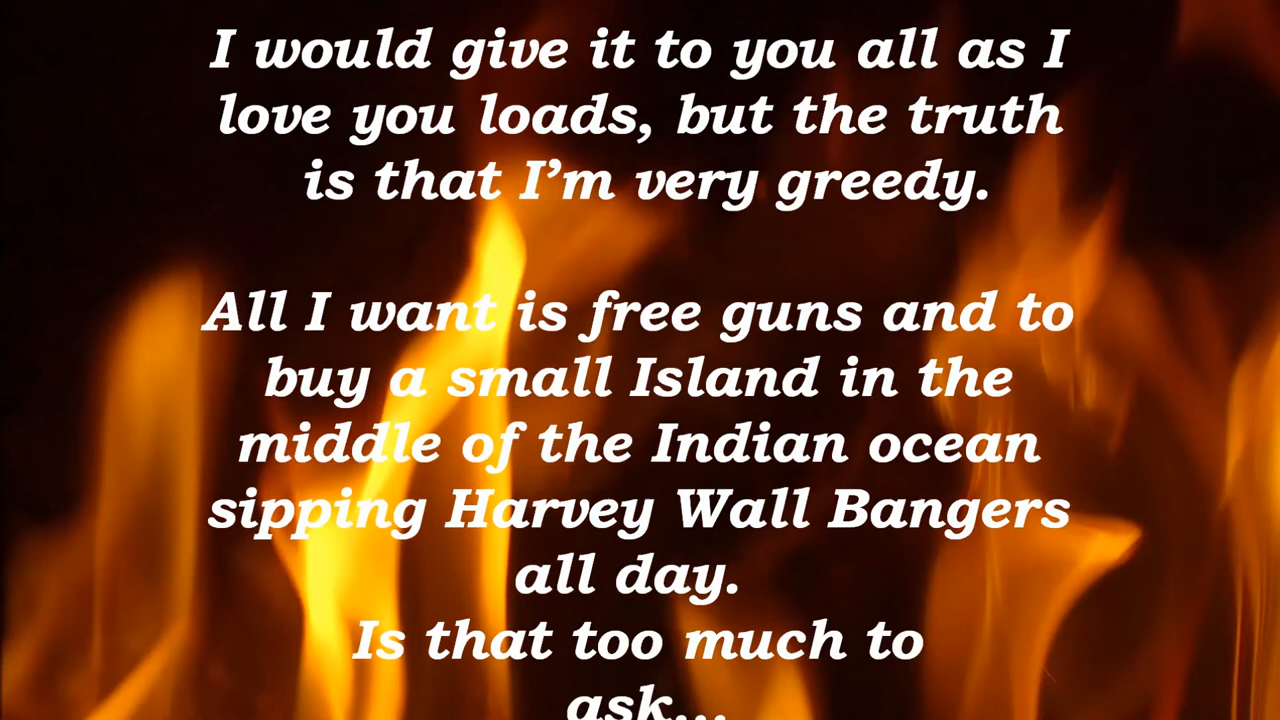 I would give it to you all as I
love you loads, but the truth
is that I’m very greedy.
All I want is free guns and to
buy a small Island in the
middle of the Indian ocean
sipping Harvey Wall Bangers
all day.
Is that too much to
ask...